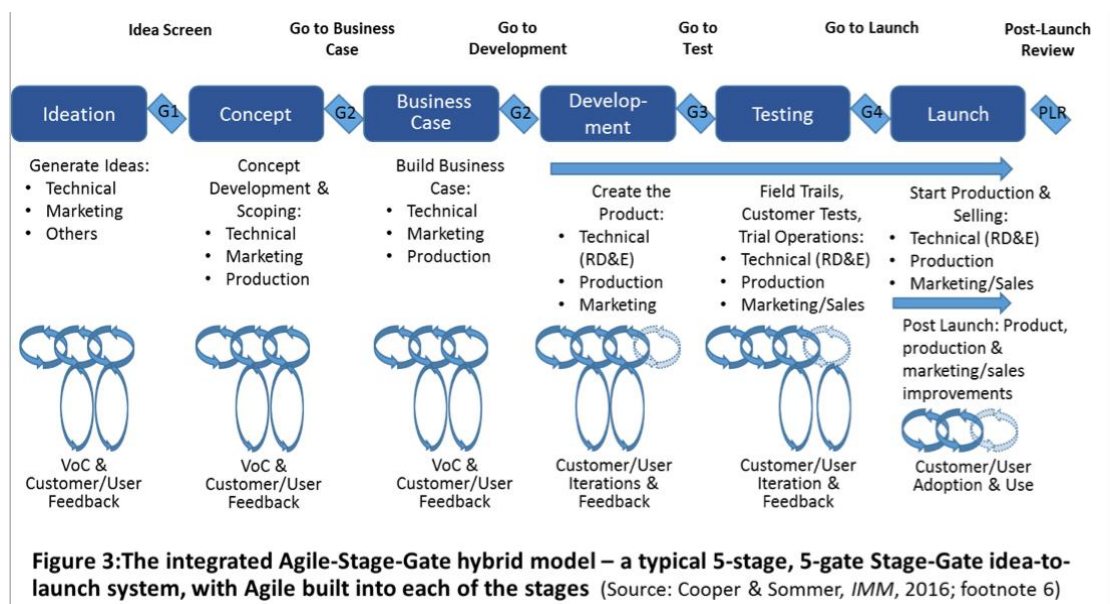 Idea Screen
Go to Business
Case
Go to
Development
Go to
Test
Go to Launch
Post-Launch
Review
Ideation
G1
Concept
G2
Business
Case
G2
Develop-
ment
G3
Testing
G4
Launch
PLR
Generate Ideas:
• Technical
• Marketing
• Others
Concept
Development &
Scoping:
• Technical
• Marketing
• Production
Build Business
Case:
• Technical
• Marketing
• Production
Create the
Product:
• Technical
(RD&E)
• Production
• Marketing
Field Trails,
Customer Tests,
Trial Operations:
• Technical (RD&E)
• Production
• Marketing/Sales
Start Production &
Selling:
• Technical (RD&E)
• Production
• Marketing/Sales
Post Launch: Product,
production &
marketing/sales
improvements
VoC &
Customer/User
Feedback
VoC &
Customer/User
Feedback
VoC &
Customer/User
Feedback
Customer/User
Iterations &
Feedback
Customer/User
Iteration &
Feedback
Customer/User
Adoption & Use
Figure 3:The integrated Agile-Stage-Gate hybrid model – a typical 5-stage, 5-gate Stage-Gate idea-to-
launch system, with Agile built into each of the stages (Source: Cooper & Sommer, IMM, 2016; footnote 6)